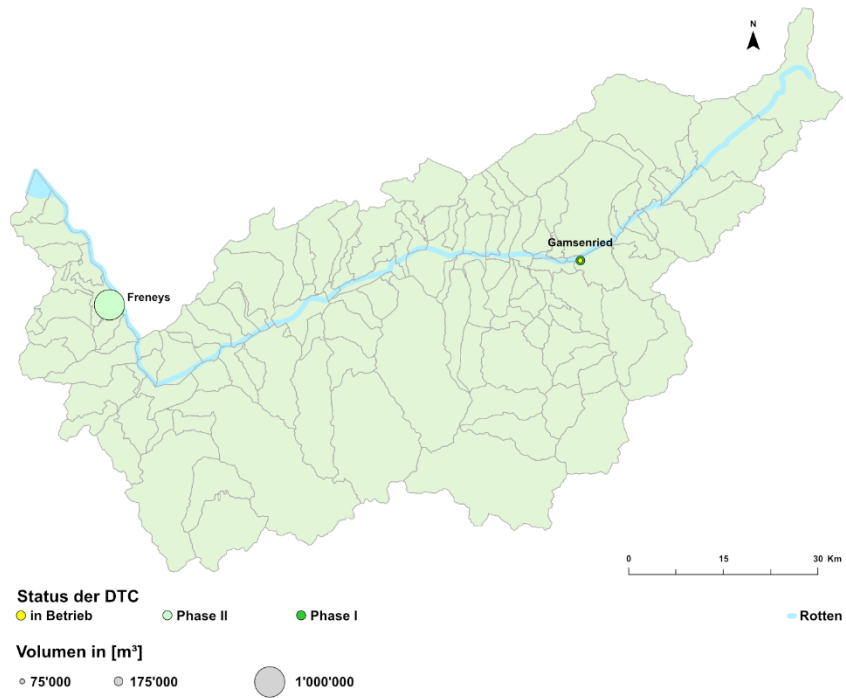 N
Gamsenried
Freneys
0 15 30 Km
Status der DTC
in Betrieb Phase II Phase I Rotten
Volumen in [m³]
75'000 175'000 1'000'000